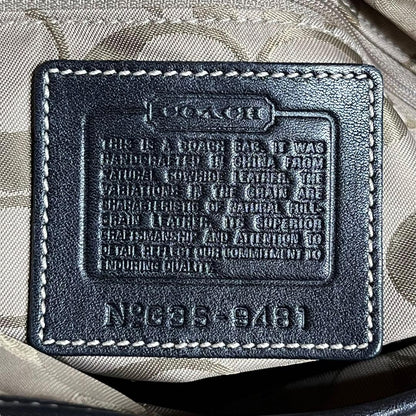 COACH
THIS IS A COACH BAG. IT WAS
HANDCRAFTED IN CHINA FROM
NATURAL COWHIDE LEATHER. THE
VARIATIONS IN THE GRAIN ARE
CHARACTERISTIC OF NATURAL FULL
GRAIN LEATHER. ITS SUPERIOR
CRAFTSMANSHIP AND ATTENTION TO
DETAIL REFLECT OUR COMMITMENT TO
ENDURING QUALITY.
Nº G3S-9481